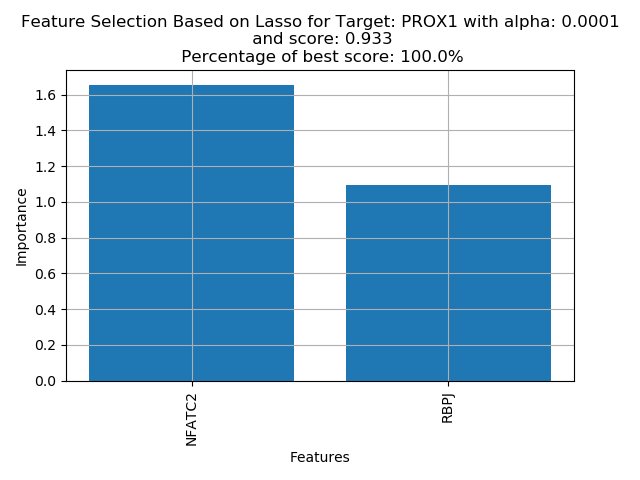 Feature Selection Based on Lasso for Target: PROX1 with alpha: 0.0001
and score: 0.933
Percentage of best score: 100.0%
1.6
1.4
1.2
1.0
0.8
0.6
0.4
0.2
0.0
Importance
NFATC2
RBPJ
Features